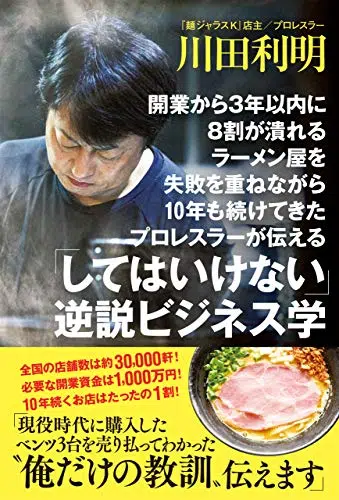 『麺ジャラスK』店主／プロレスラー
川田利明
開業から3年以内に
8割が潰れる
ラーメン屋を
失敗を重ねながら
10年も続けてきた
プロレスラーが伝える
「してはいけない」
逆説ビジネス学
全国の店舗数は約30,000軒！
必要な開業資金は1,000万円！
10年続くお店はたったの1割！
「現役時代に購入した
ベンツ3台を売り払ってわかった
〝俺だけの教訓〟伝えます」